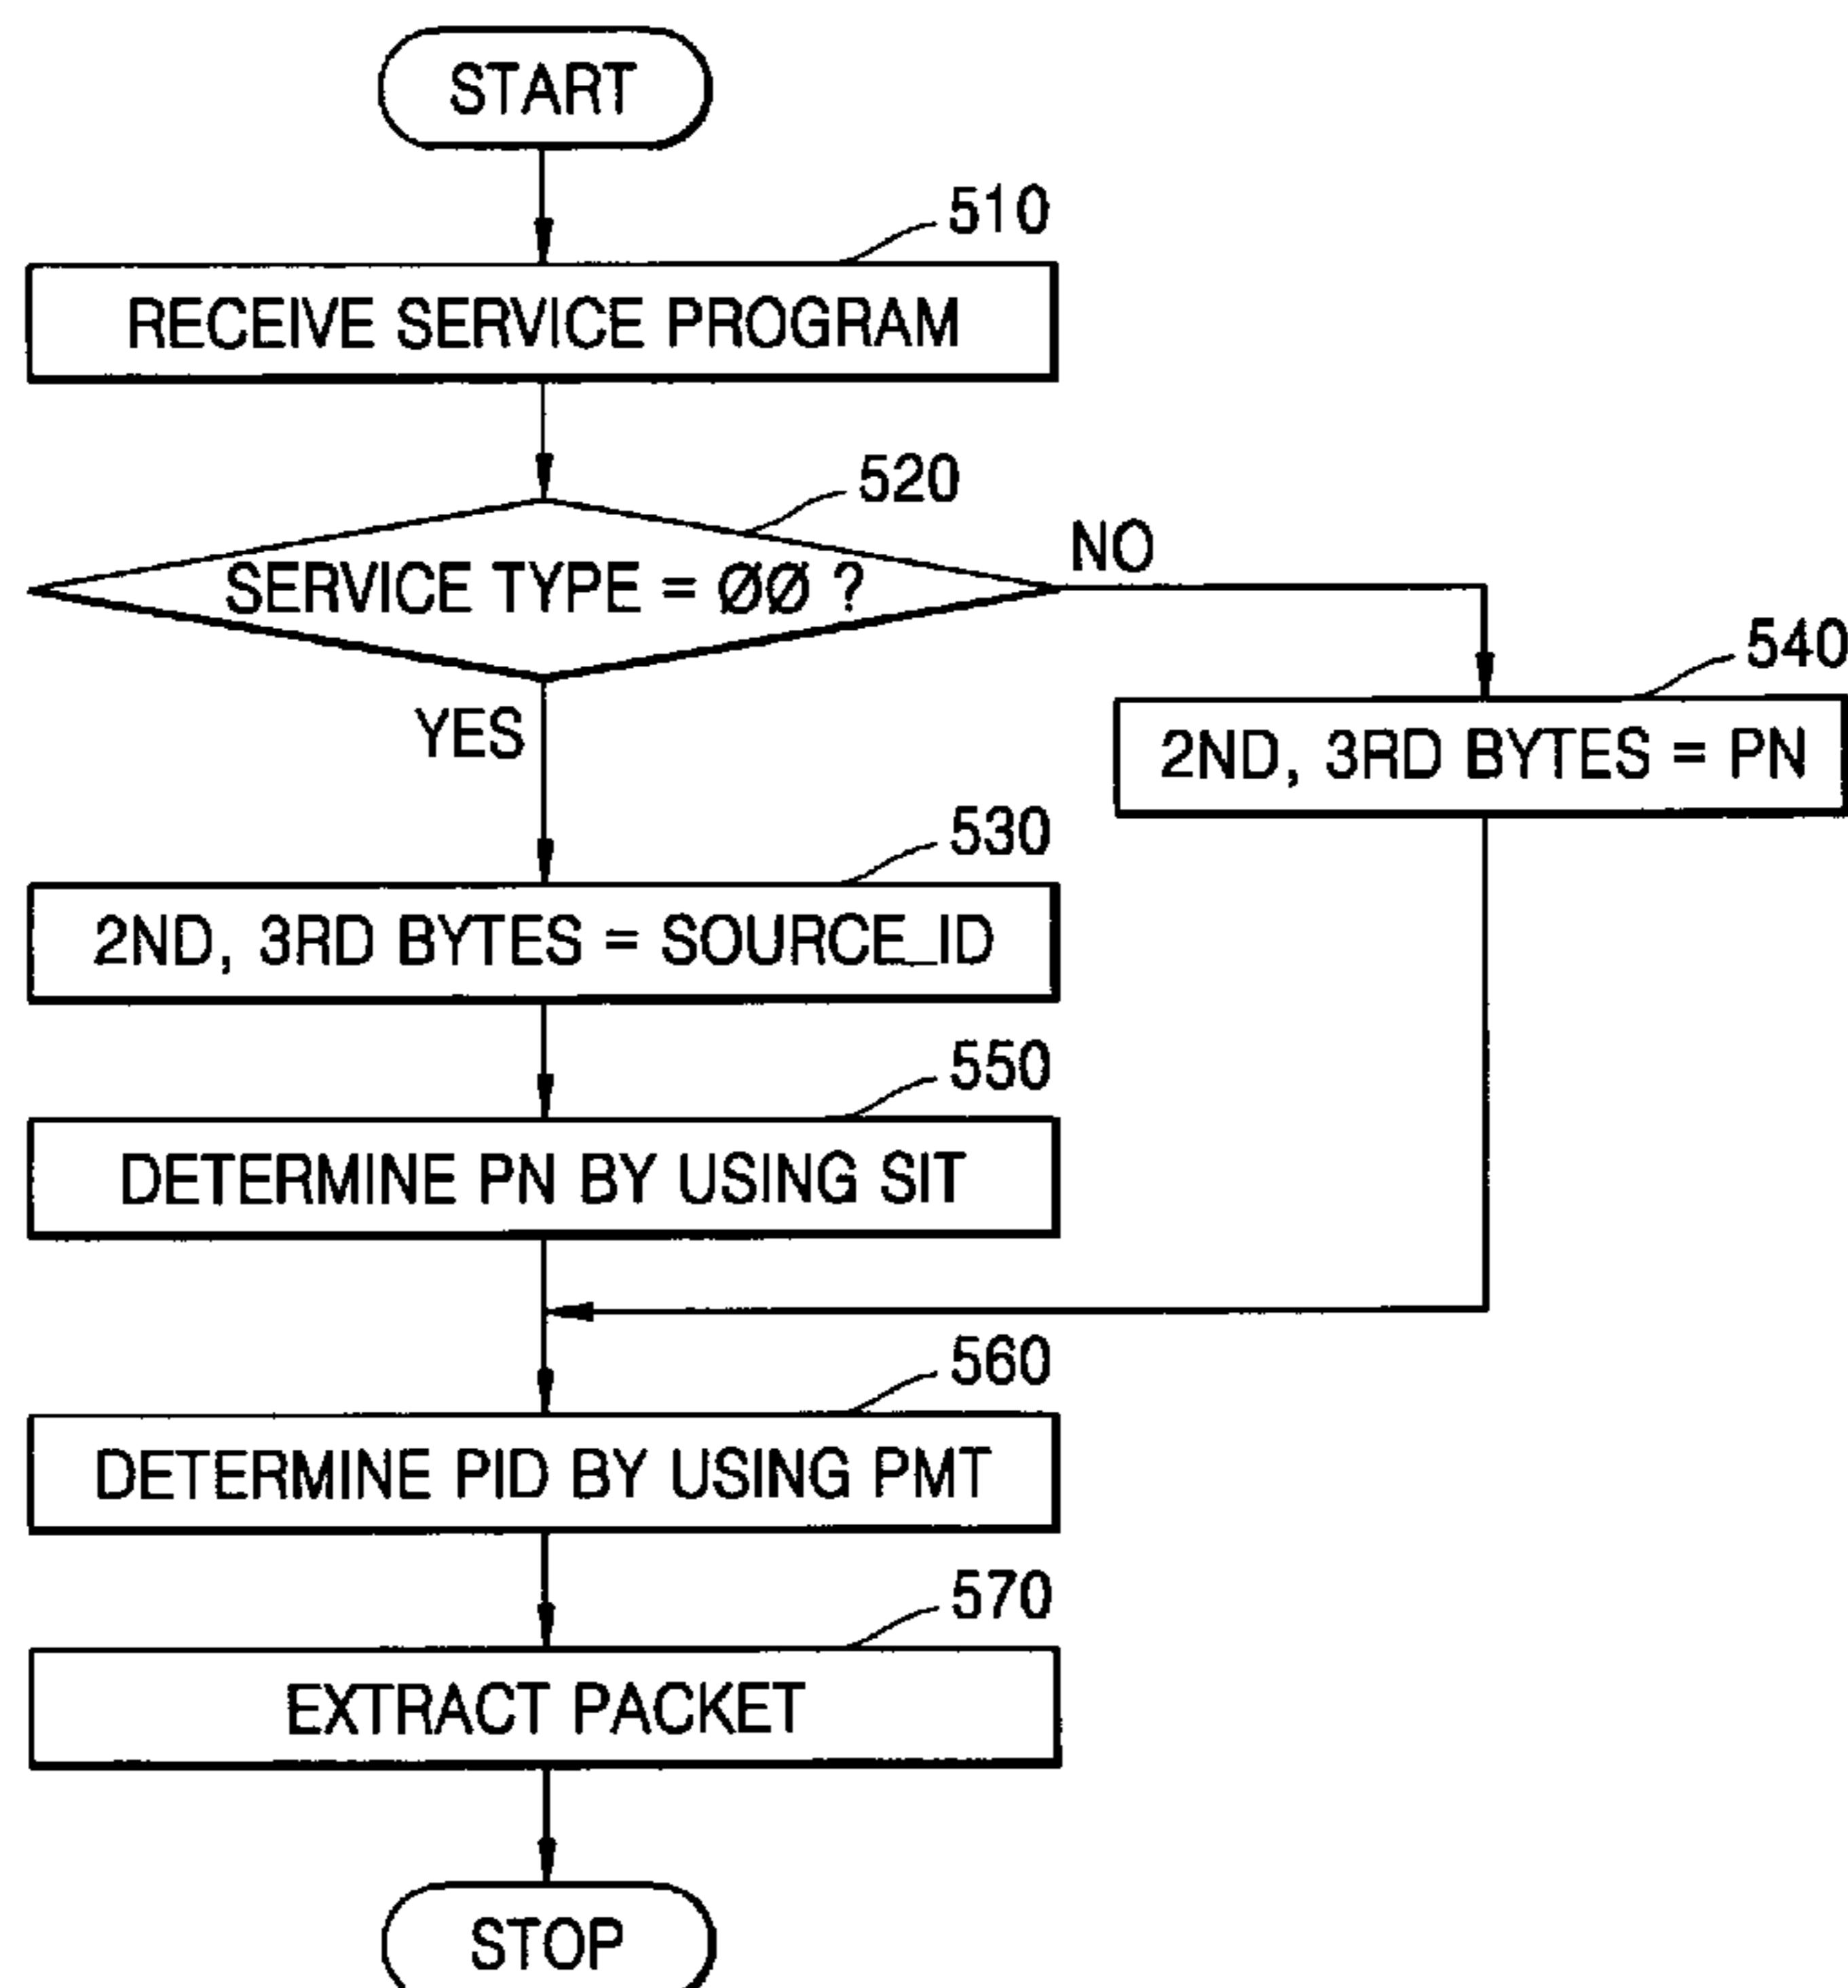 START
510
RECEIVE SERVICE PROGRAM
520
SERVICE TYPE = ØØ ?
NO
YES
540
2ND, 3RD BYTES = PN
530
2ND, 3RD BYTES = SOURCE_ID
550
DETERMINE PN BY USING SIT
560
DETERMINE PID BY USING PMT
570
EXTRACT PACKET
STOP